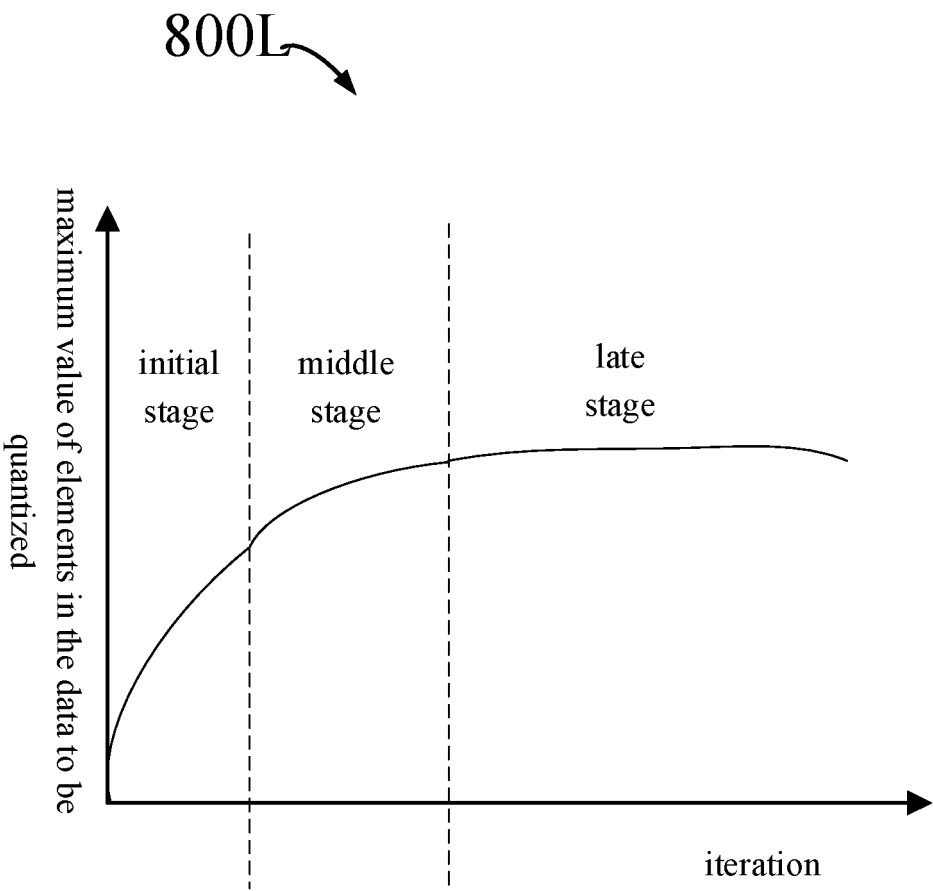 800L
maximum value of elements in the data to be
quantized
initial
stage
middle
stage
late
stage
iteration